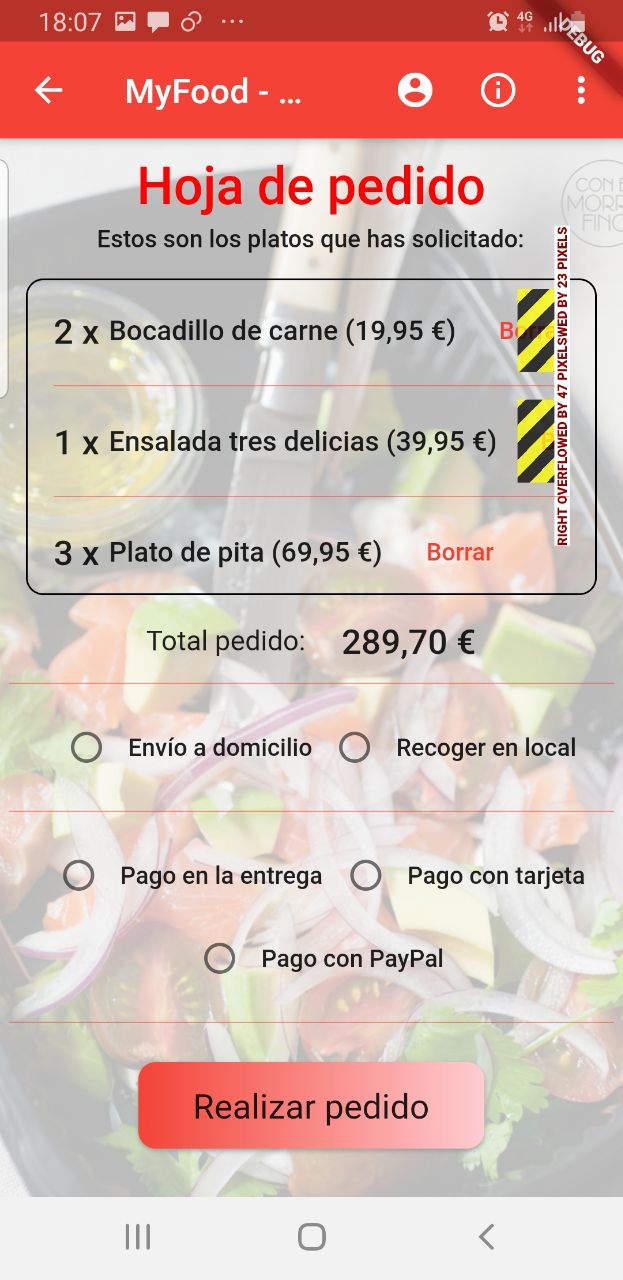 18:07
4G
DEBUG
MyFood - ...
Hoja de pedido
CON E
MORR
FINO
Estos son los platos que has solicitado:
2 x Bocadillo de carne (19,95 €) Borra
1 x Ensalada tres delicias (39,95 €) B
RIGHT OVERFLOWED BY 47 PIXELSWED BY 23 PIXELS
3 x Plato de pita (69,95 €) Borrar
Total pedido: 289,70 €
Envío a domicilio Recoger en local
Pago en la entrega Pago con tarjeta
Pago con PayPal
Realizar pedido